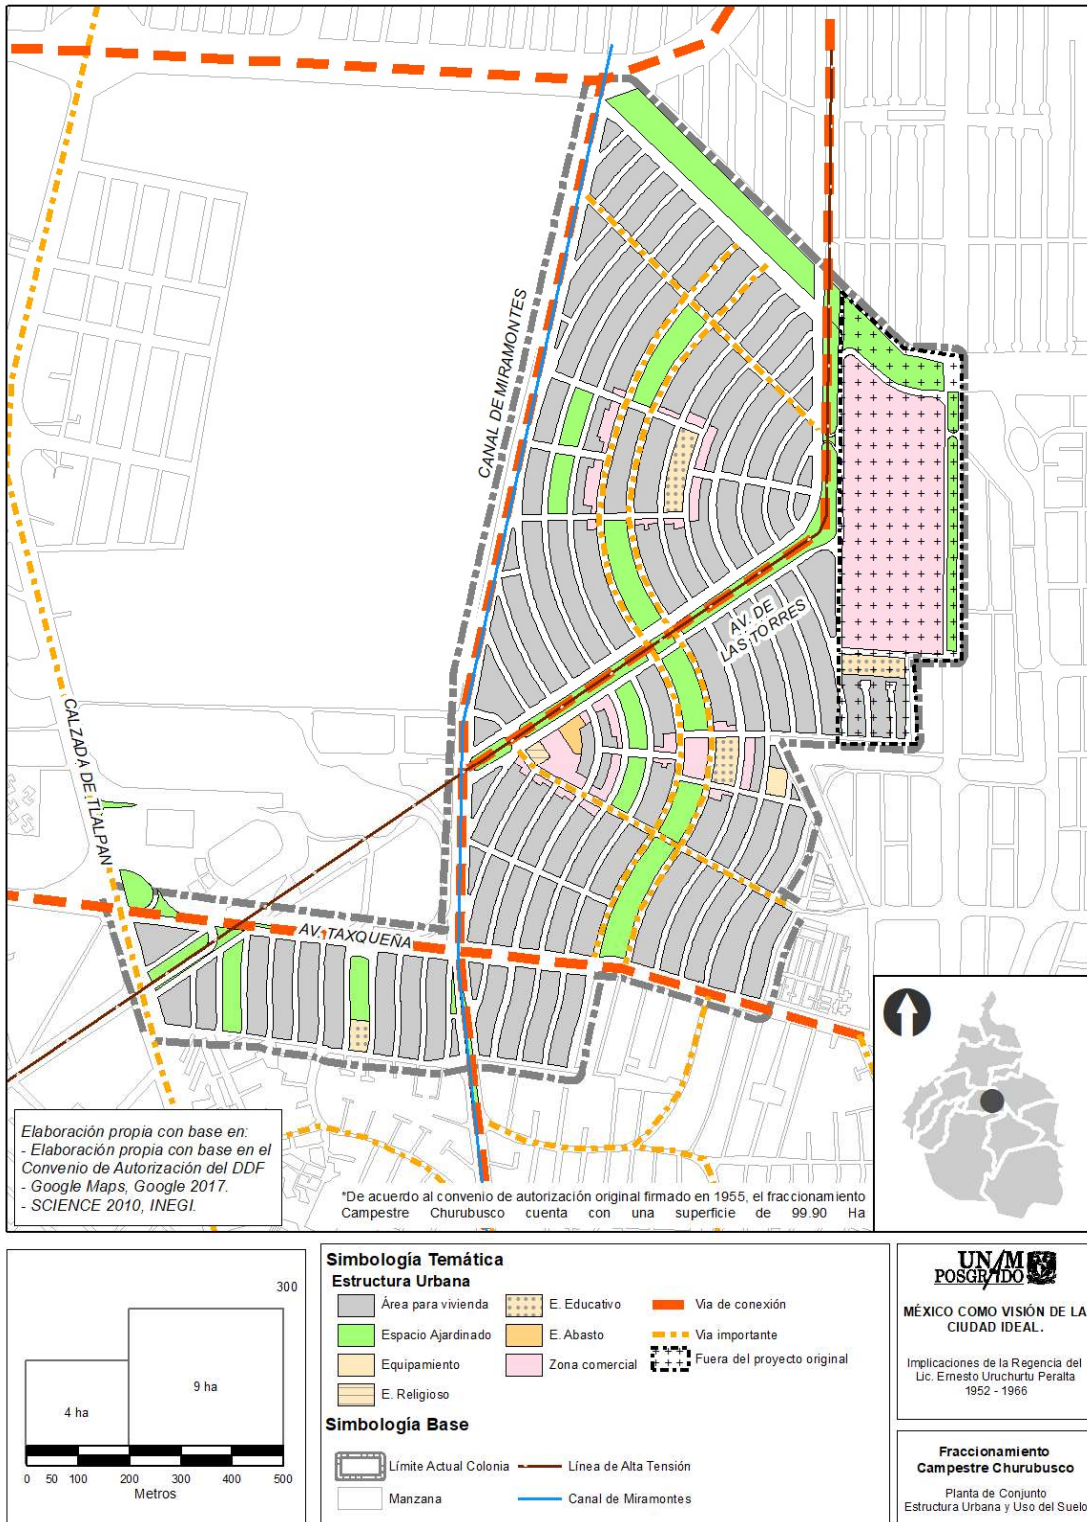 CANAL DE MIRAMONTES
AV. DE
LAS TORRES
CALZADA DE TLALPAN
AV. TAXQUEÑA
Elaboración propia con base en:
- Elaboración propia con base en el
Convenio de Autorización del DDF
- Google Maps, Google 2017.
- SCIENCE 2010, INEGI.
*De acuerdo al convenio de autorización original firmado en 1955, el fraccionamiento
Campestre Churubusco cuenta con una superficie de 99.90 Ha
300
9 ha
4 ha
0 50 100 200 300 400 500
Metros
Simbología Temática
Estructura Urbana
Área para vivienda
Espacio Ajardinado
Equipamiento
E. Religioso
E. Educativo
E. Abasto
Zona comercial
Via de conexión
Via importante
Fuera del proyecto original
Simbología Base
Límite Actual Colonia
Manzana
Línea de Alta Tensión
Canal de Miramontes
UNAM
POSGRADO
MÉXICO COMO VISIÓN DE LA
CIUDAD IDEAL.
Implicaciones de la Regencia del
Lic. Ernesto Uruchurtu Peralta
1952 - 1966
Fraccionamiento
Campestre Churubusco
Planta de Conjunto
Estructura Urbana y Uso del Suelo